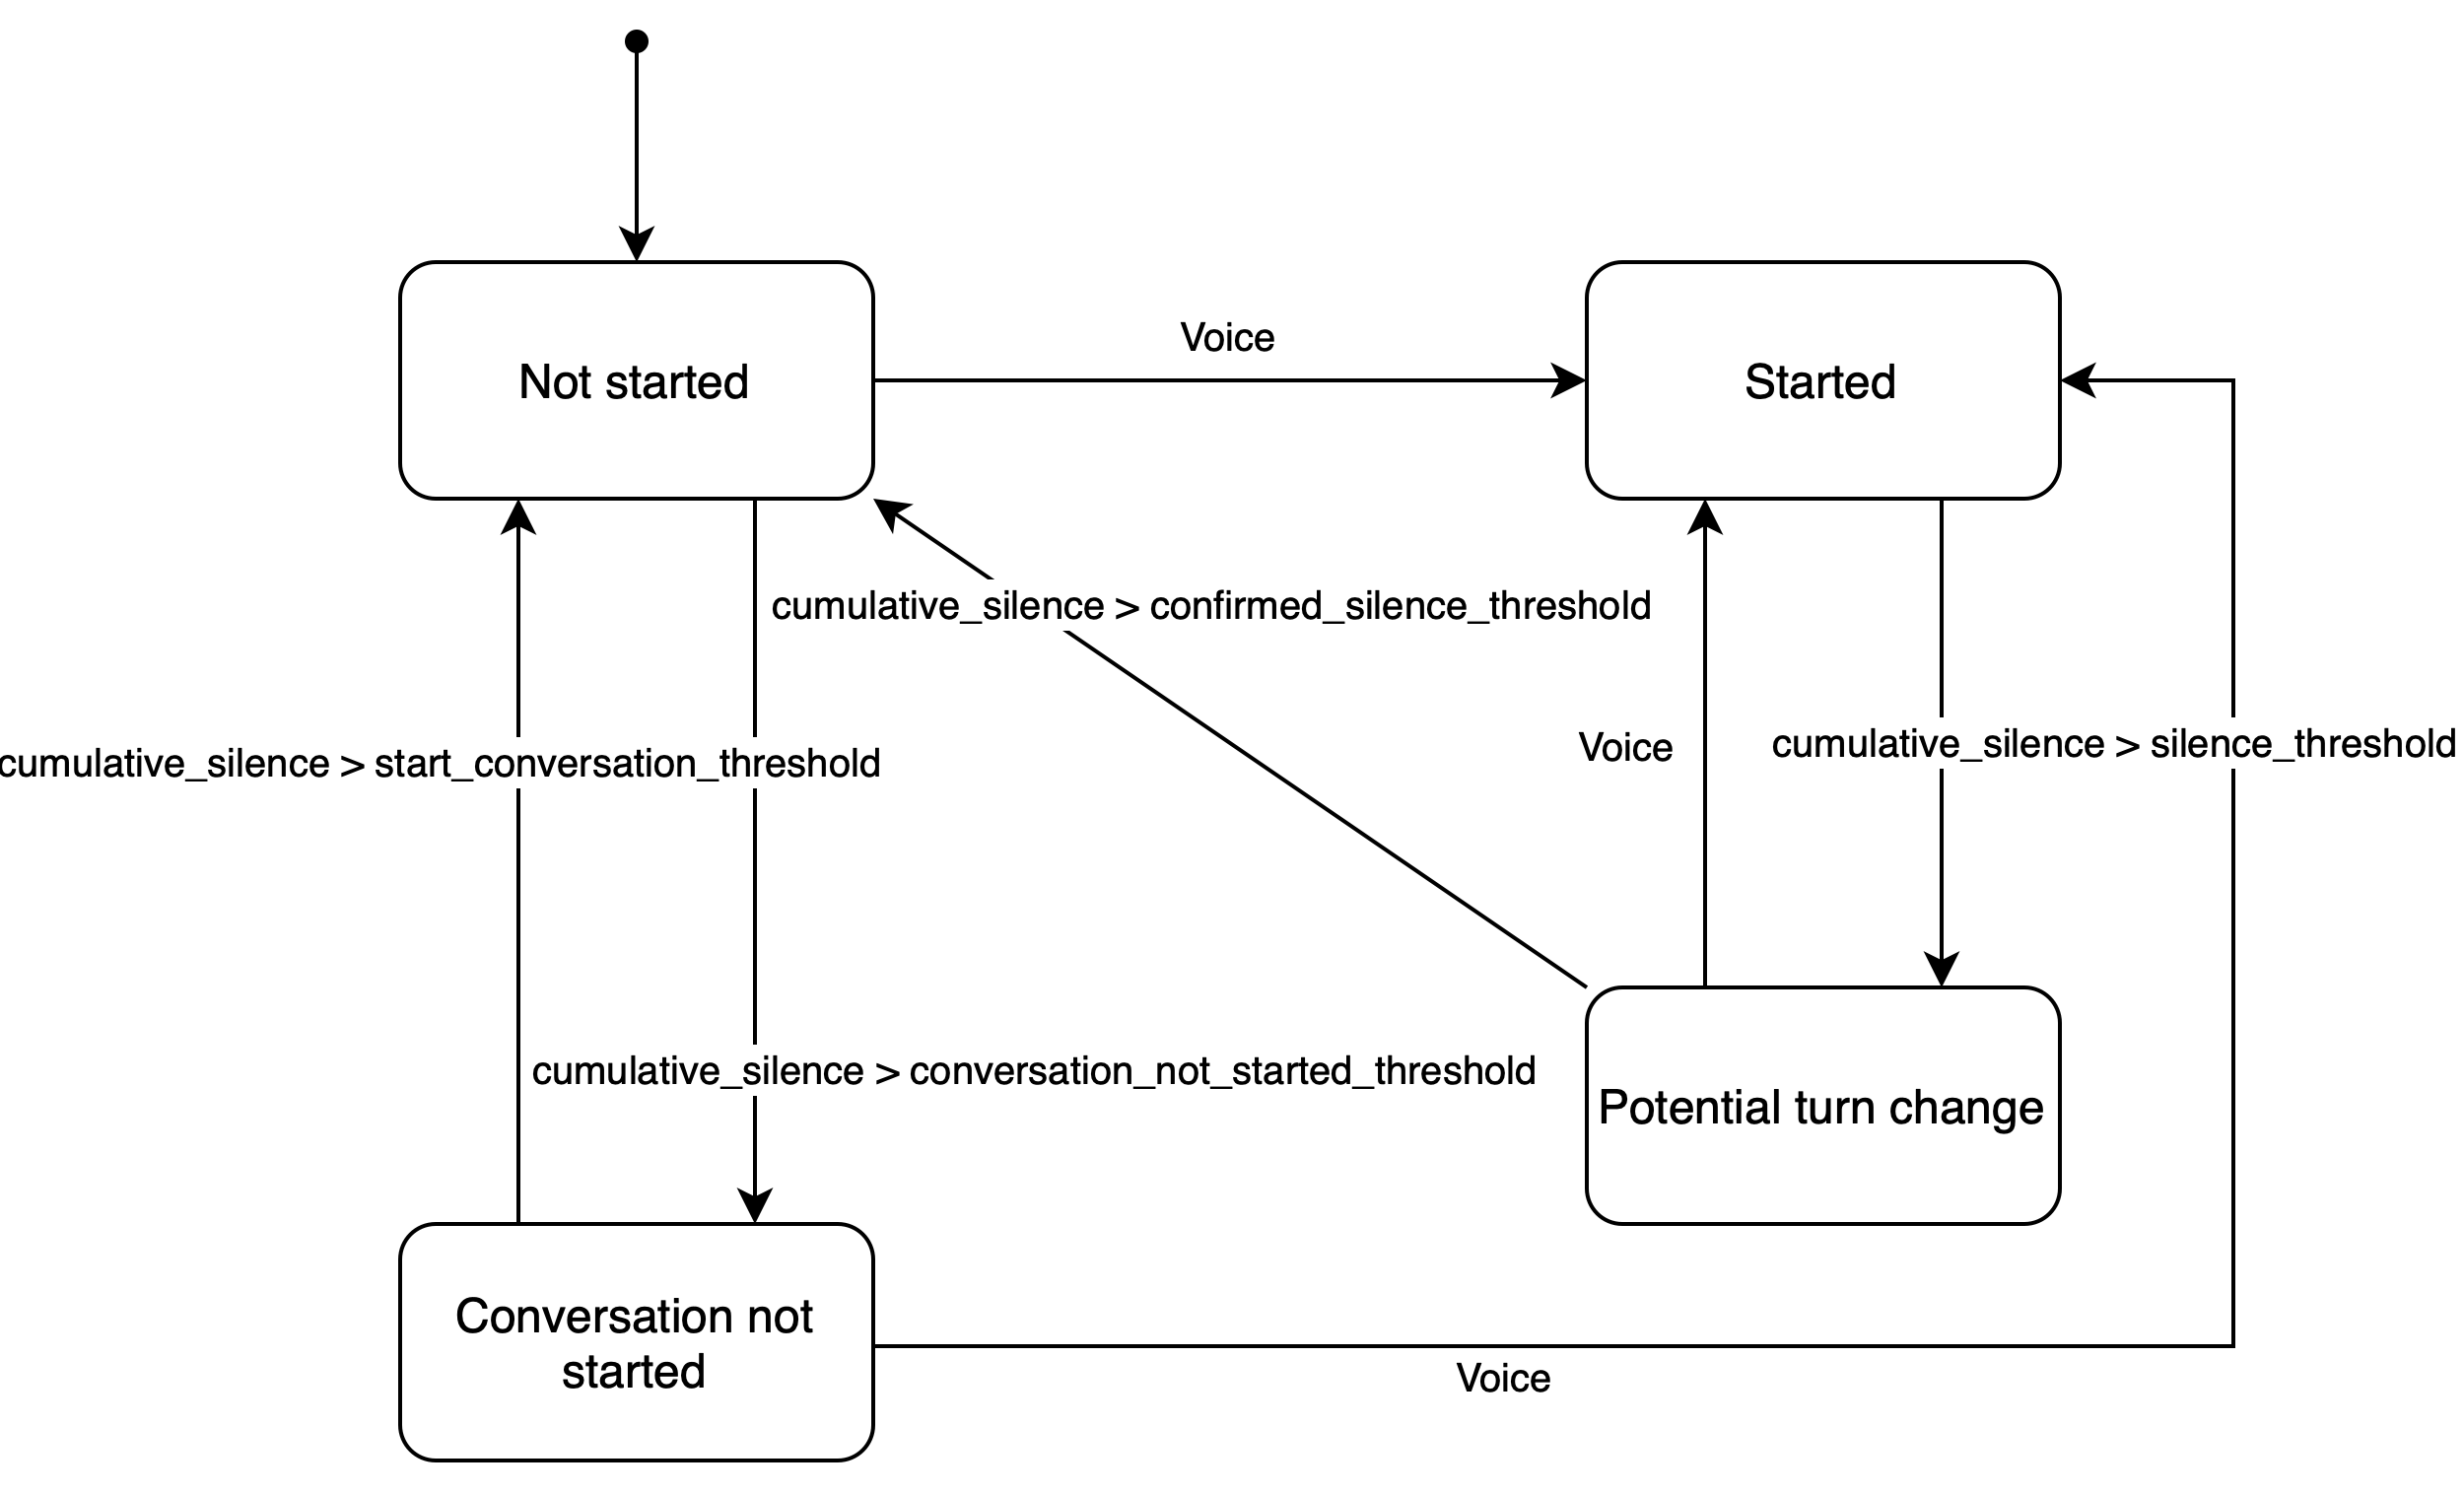 Voice
Not started
Started
cumulative_silence > confirmed_silence_threshold
Voice
cumulative_silence > silence_threshold
cumulative_silence > start_conversation_threshold
cumulative_silence > conversation_not_started_threshold
Potential turn change
Conversation not
started
Voice